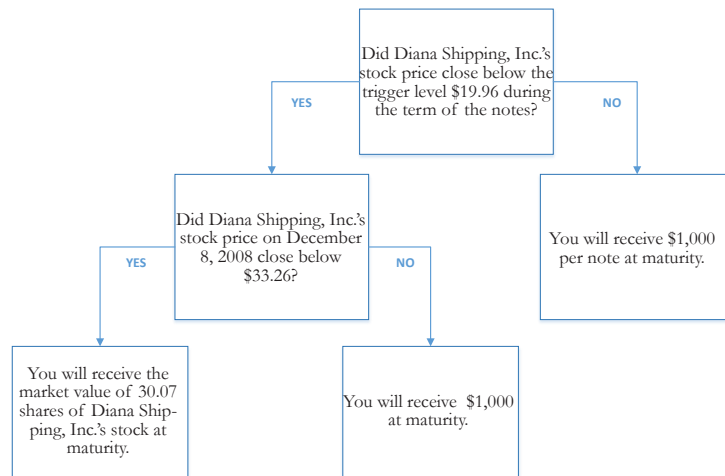 Did Diana Shipping, Inc.'s
stock price close below the
trigger level $19.96 during
the term of the notes?
YES
NO
Did Diana Shipping, Inc.'s
stock price on December
8, 2008 close below
$33.26?
You will receive $1,000
per note at maturity.
YES
NO
You will receive the
market value of 30.07
shares of Diana Ship-
ping, Inc.'s stock at
maturity.
You will receive $1,000
at maturity.